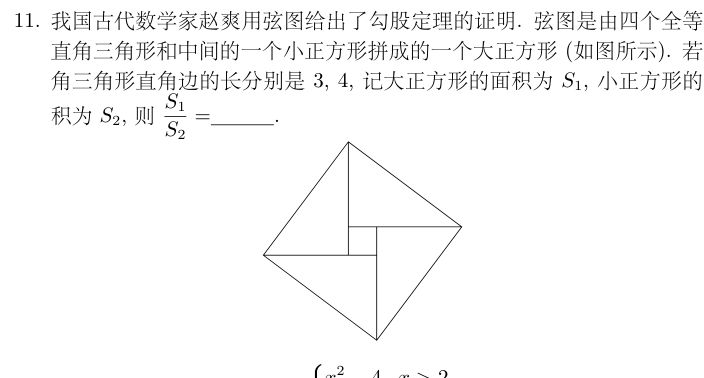 11. 我国古代数学家赵爽用弦图给出了勾股定理的证明. 弦图是由四个全等
直角三角形和中间的一个小正方形拼成的一个大正方形 (如图所示). 若
角三角形直角边的长分别是 3, 4, 记大正方形的面积为 S₁, 小正方形的
积为 S₂, 则 S₁/S₂ =______.